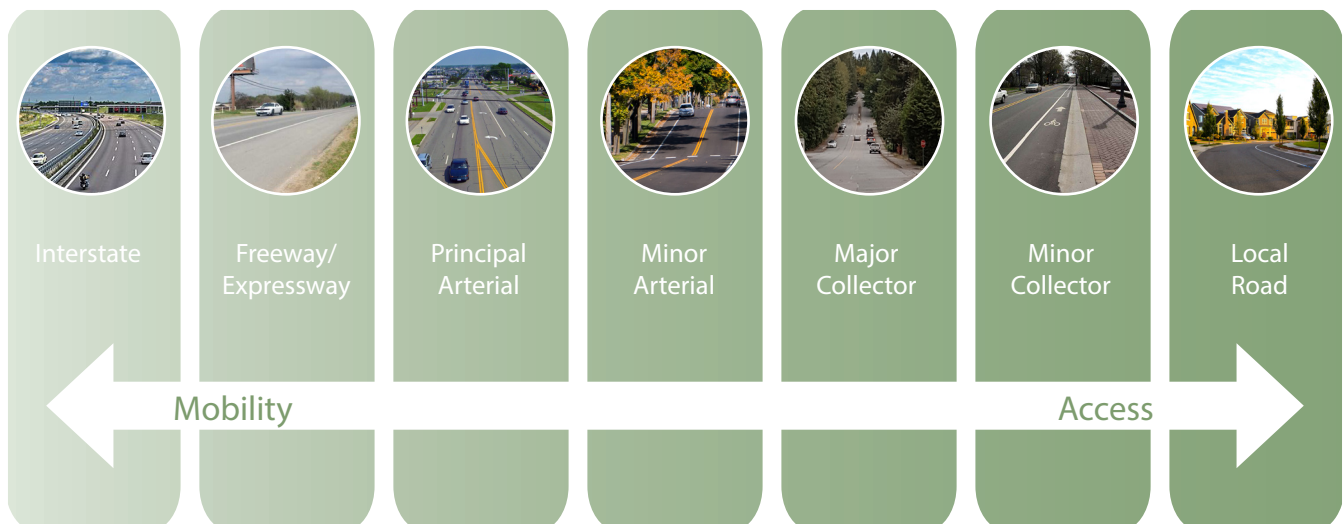 Interstate
Freeway/
Expressway
Principal
Arterial
Minor
Arterial
Major
Collector
Minor
Collector
Local
Road
Mobility
Access